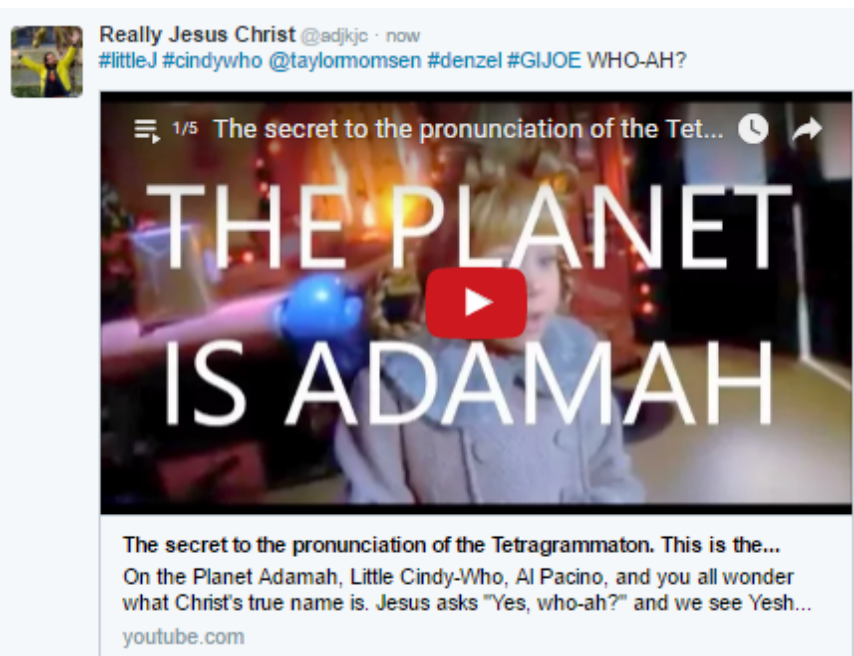 Really Jesus Christ @adjkjc · now
#littleJ #cindywho @taylormomsen #denzel #GIJOE WHO-AH?
1/5 The secret to the pronunciation of the Tet...
THE PLANET
IS ADAMAH
The secret to the pronunciation of the Tetragrammaton. This is the...
On the Planet Adamah, Little Cindy-Who, Al Pacino, and you all wonder
what Christ's true name is. Jesus asks "Yes, who-ah?" and we see Yesh...
youtube.com